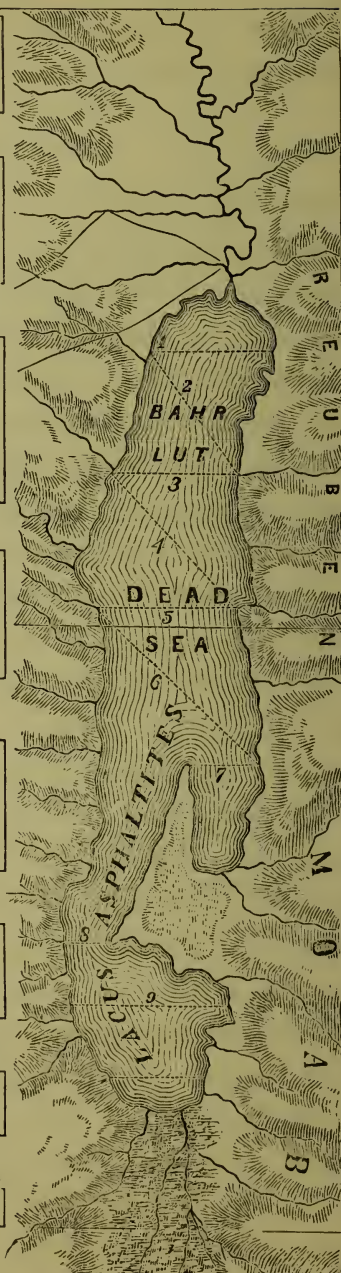 REUBEN
1
2
BAHR
LUT
3
4
DEAD
5
SEA
6
ASPHALTITES
7
MOAB
8
9
LACUS